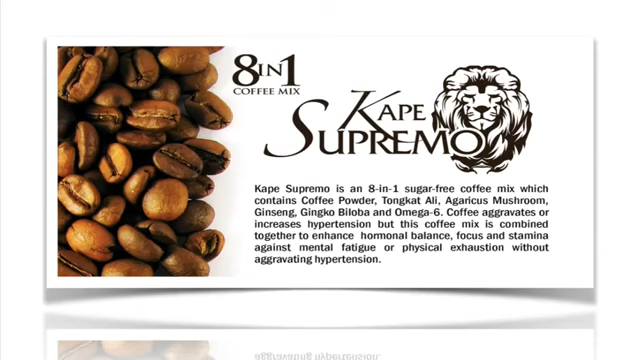 8 IN 1
COFFEE MIX
KAPE
SUPREMO
Kape Supremo is an 8-in-1 sugar-free coffee mix which
contains Coffee Powder, Tongkat Ali, Agaricus Mushroom,
Ginseng, Gingko Biloba and Omega-6. Coffee aggravates or
increases hypertension but this coffee mix is combined
together to enhance hormonal balance, focus and stamina
against mental fatigue or physical exhaustion without
aggravating hypertension.